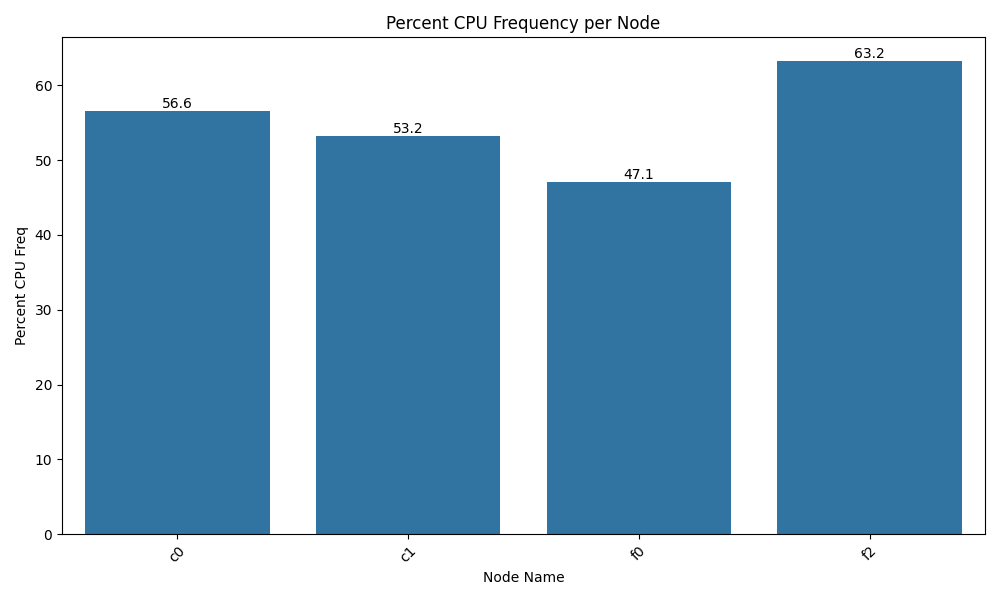 Percent CPU Frequency per Node
63.2
56.6
53.2
47.1
Percent CPU Freq
60
50
40
30
20
10
0
c0
c1
f0
f2
Node Name